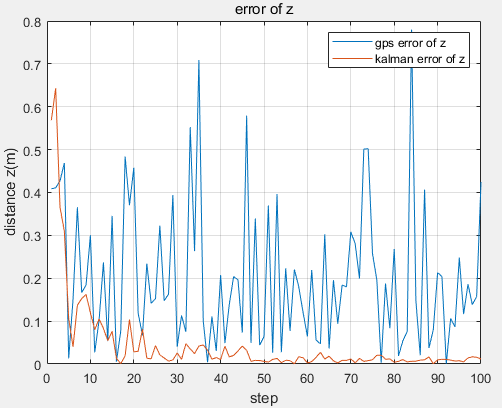 error of z
gps error of z
kalman error of z
distance z(m)
0.8
0.7
0.6
0.5
0.4
0.3
0.2
0.1
0
0 10 20 30 40 50 60 70 80 90 100
step